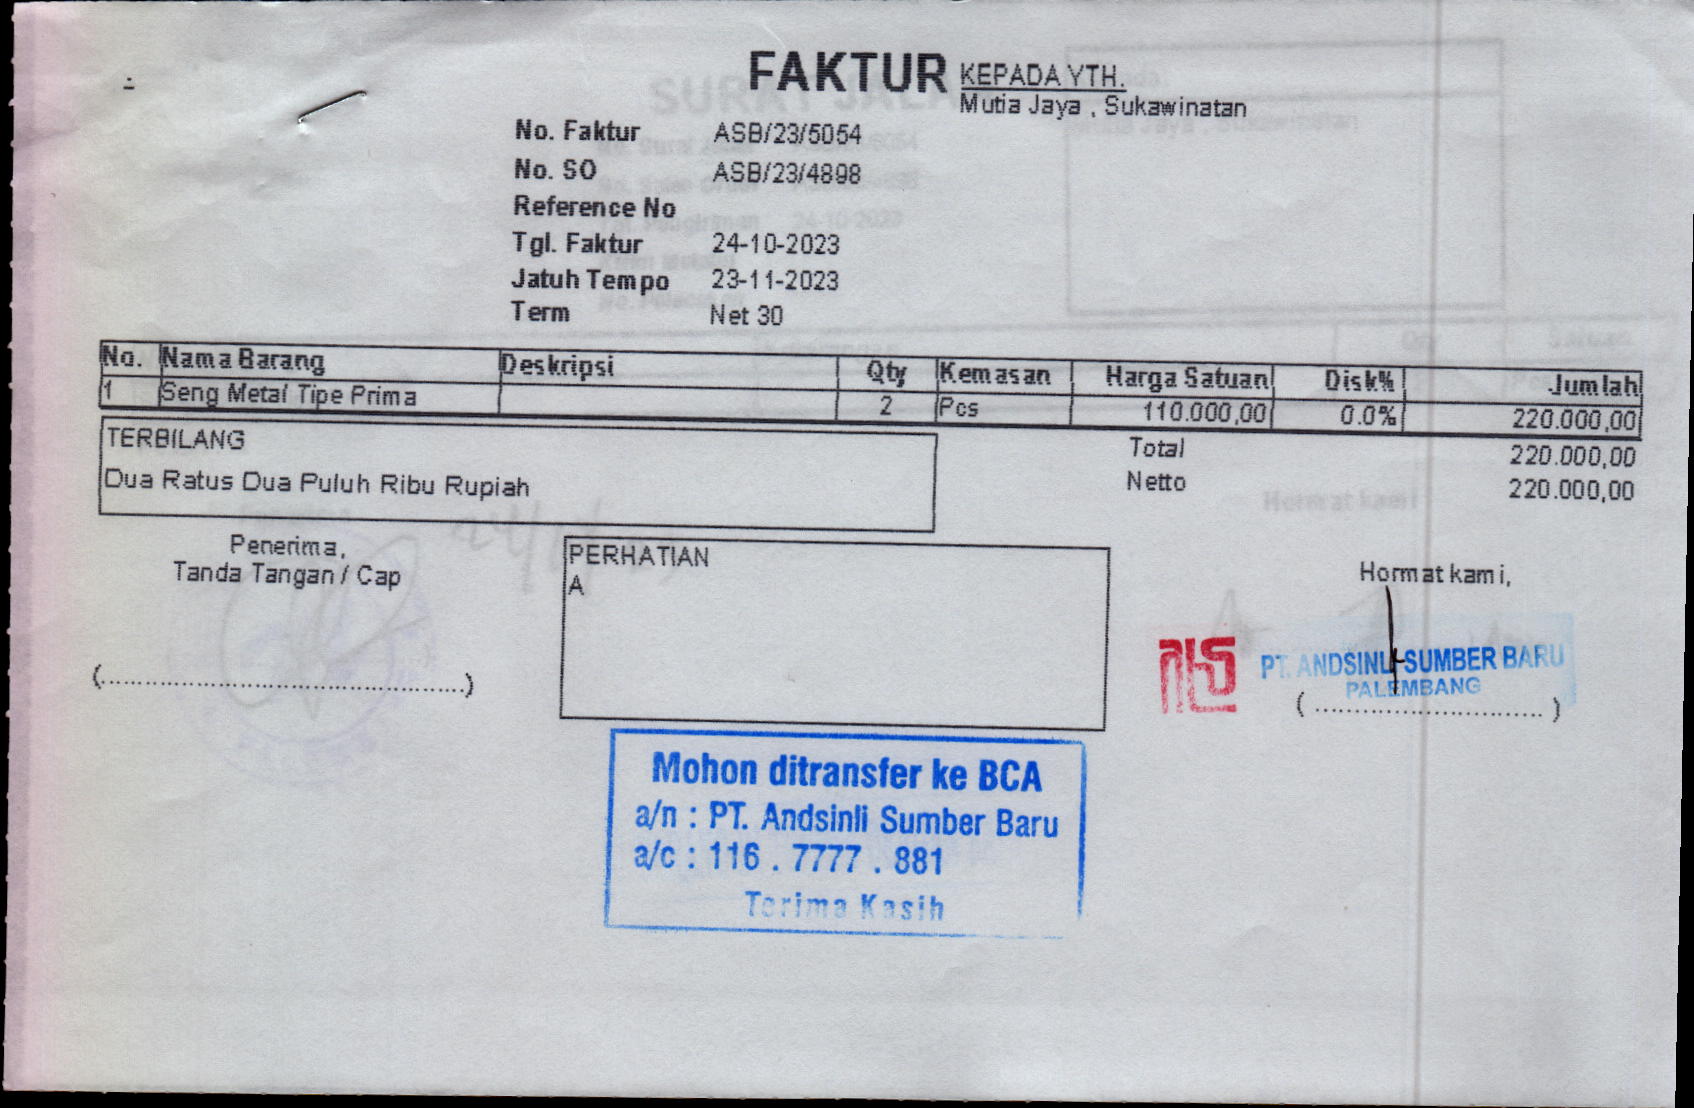 FAKTUR
KEPADA YTH.
Mutia Jaya , Sukawinatan
No. Faktur ASB/23/5054
No. SO ASB/23/4898
Reference No
Tgl. Faktur 24-10-2023
Jatuh Tempo 23-11-2023
Term Net 30
No. Nama Barang Deskripsi Qty Kemasan Harga Satuan Disk% Jumlah
1 Seng Metal Tipe Prima 2 Pcs 110.000,00 0.0% 220.000,00
TERBILANG
Dua Ratus Dua Puluh Ribu Rupiah
Total 220.000,00
Netto 220.000,00
Penerima,
Tanda Tangan / Cap
(............................................)
PERHATIAN
A
Hormat kami,
PT. ANDSINLI SUMBER BARU
PALEMBANG
(............................)
Mohon ditransfer ke BCA
a/n : PT. Andsinli Sumber Baru
a/c : 116 . 7777 . 881
Terima Kasih